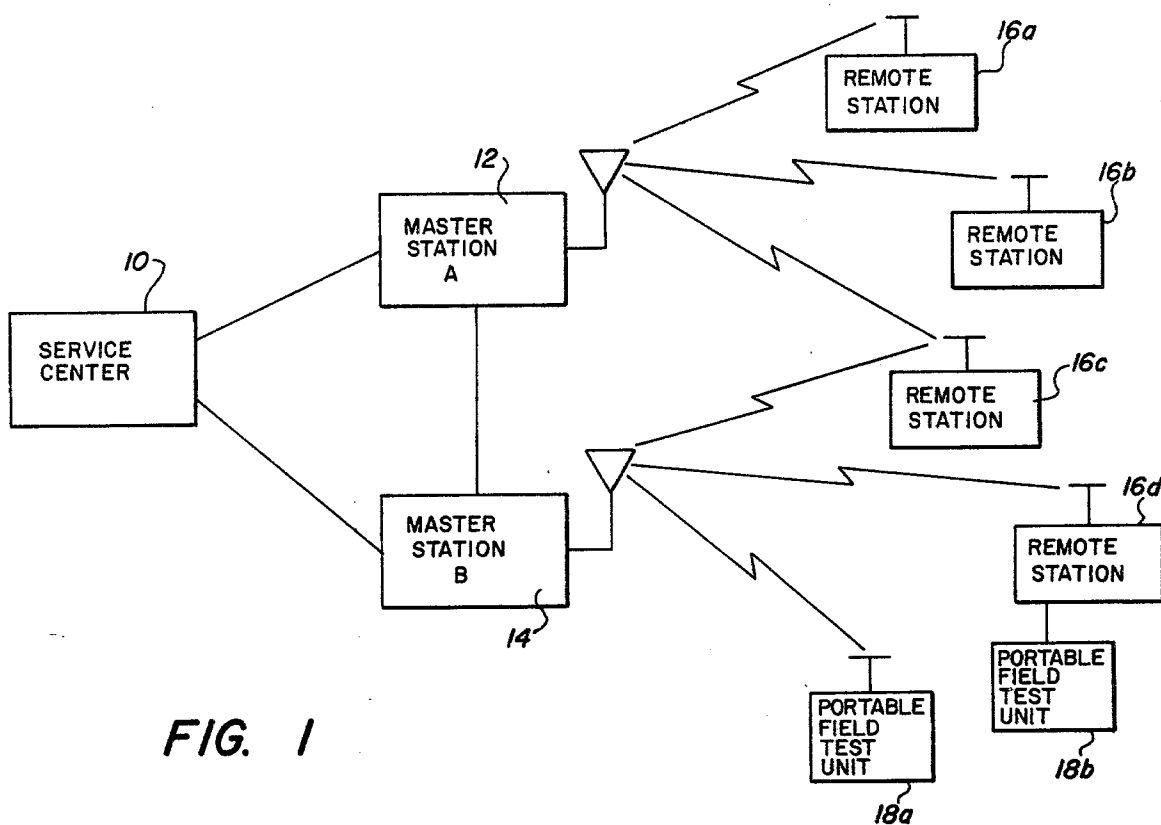 16a
REMOTE
STATION
12
16b
MASTER
STATION
A
REMOTE
STATION
10
SERVICE
CENTER
16c
REMOTE
STATION
16d
MASTER
STATION
B
REMOTE
STATION
14
PORTABLE
FIELD
TEST
UNIT
18b
PORTABLE
FIELD
TEST
UNIT
18a
FIG. 1